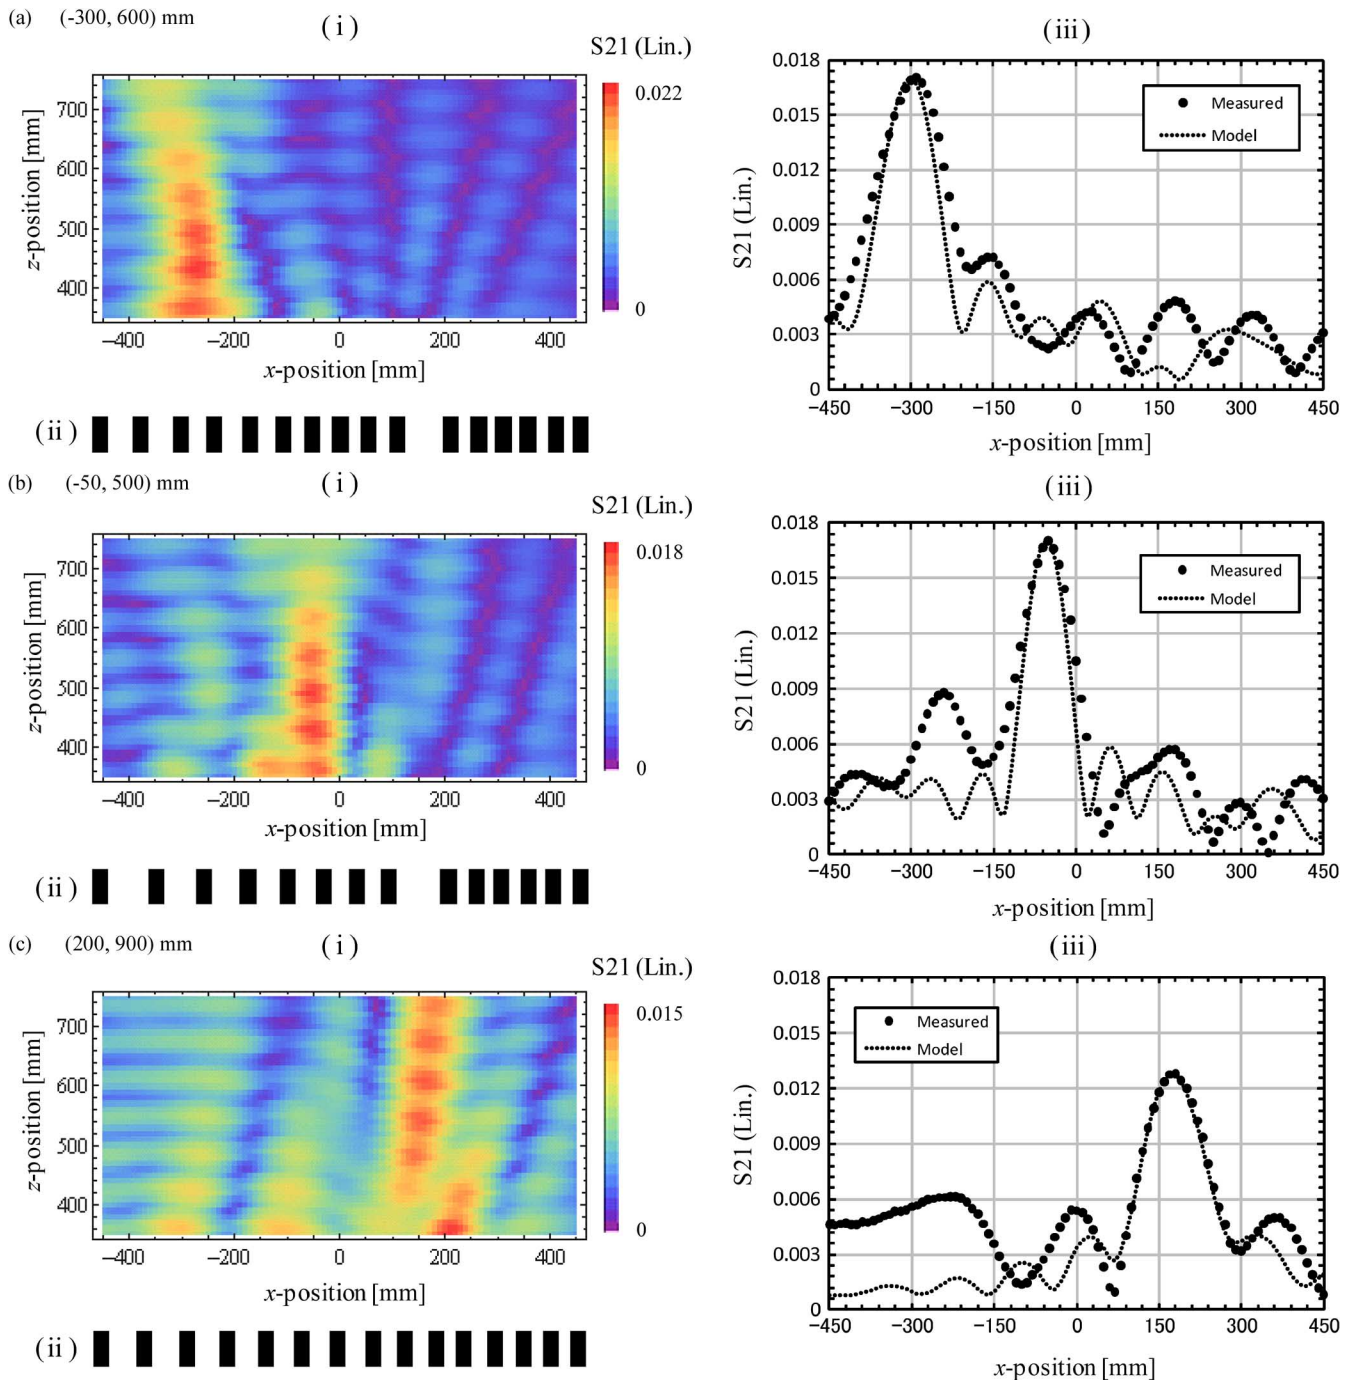 (a) (-300, 600) mm
(i)
S21 (Lin.)
0.022
0
z-position [mm]
700
600
500
400
−400 −200 0 200 400
x-position [mm]
(ii)
(iii)
S21 (Lin.)
0.018
0.015
0.012
0.009
0.006
0.003
0
Measured
Model
−450 −300 −150 0 150 300 450
x-position [mm]
(b) (-50, 500) mm
(i)
S21 (Lin.)
0.018
0
z-position [mm]
700
600
500
400
−400 −200 0 200 400
x-position [mm]
(ii)
(iii)
S21 (Lin.)
0.018
0.015
0.012
0.009
0.006
0.003
0
Measured
Model
−450 −300 −150 0 150 300 450
x-position [mm]
(c) (200, 900) mm
(i)
S21 (Lin.)
0.015
0
z-position [mm]
700
600
500
400
−400 −200 0 200 400
x-position [mm]
(ii)
(iii)
S21 (Lin.)
0.018
0.015
0.012
0.009
0.006
0.003
0
Measured
Model
−450 −300 −150 0 150 300 450
x-position [mm]